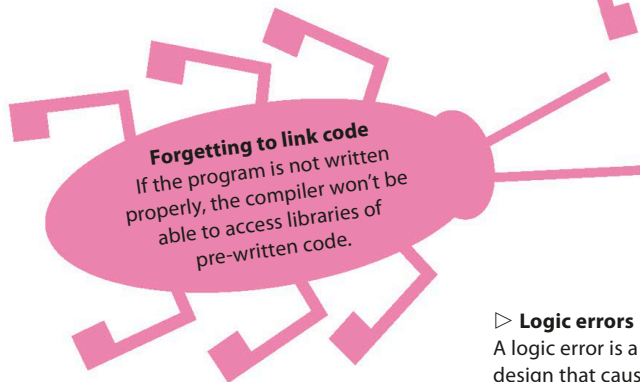 Forgetting to link code
If the program is not written
properly, the compiler won't be
able to access libraries of
pre-written code.
▷ Logic errors
A logic error is a
design that caus